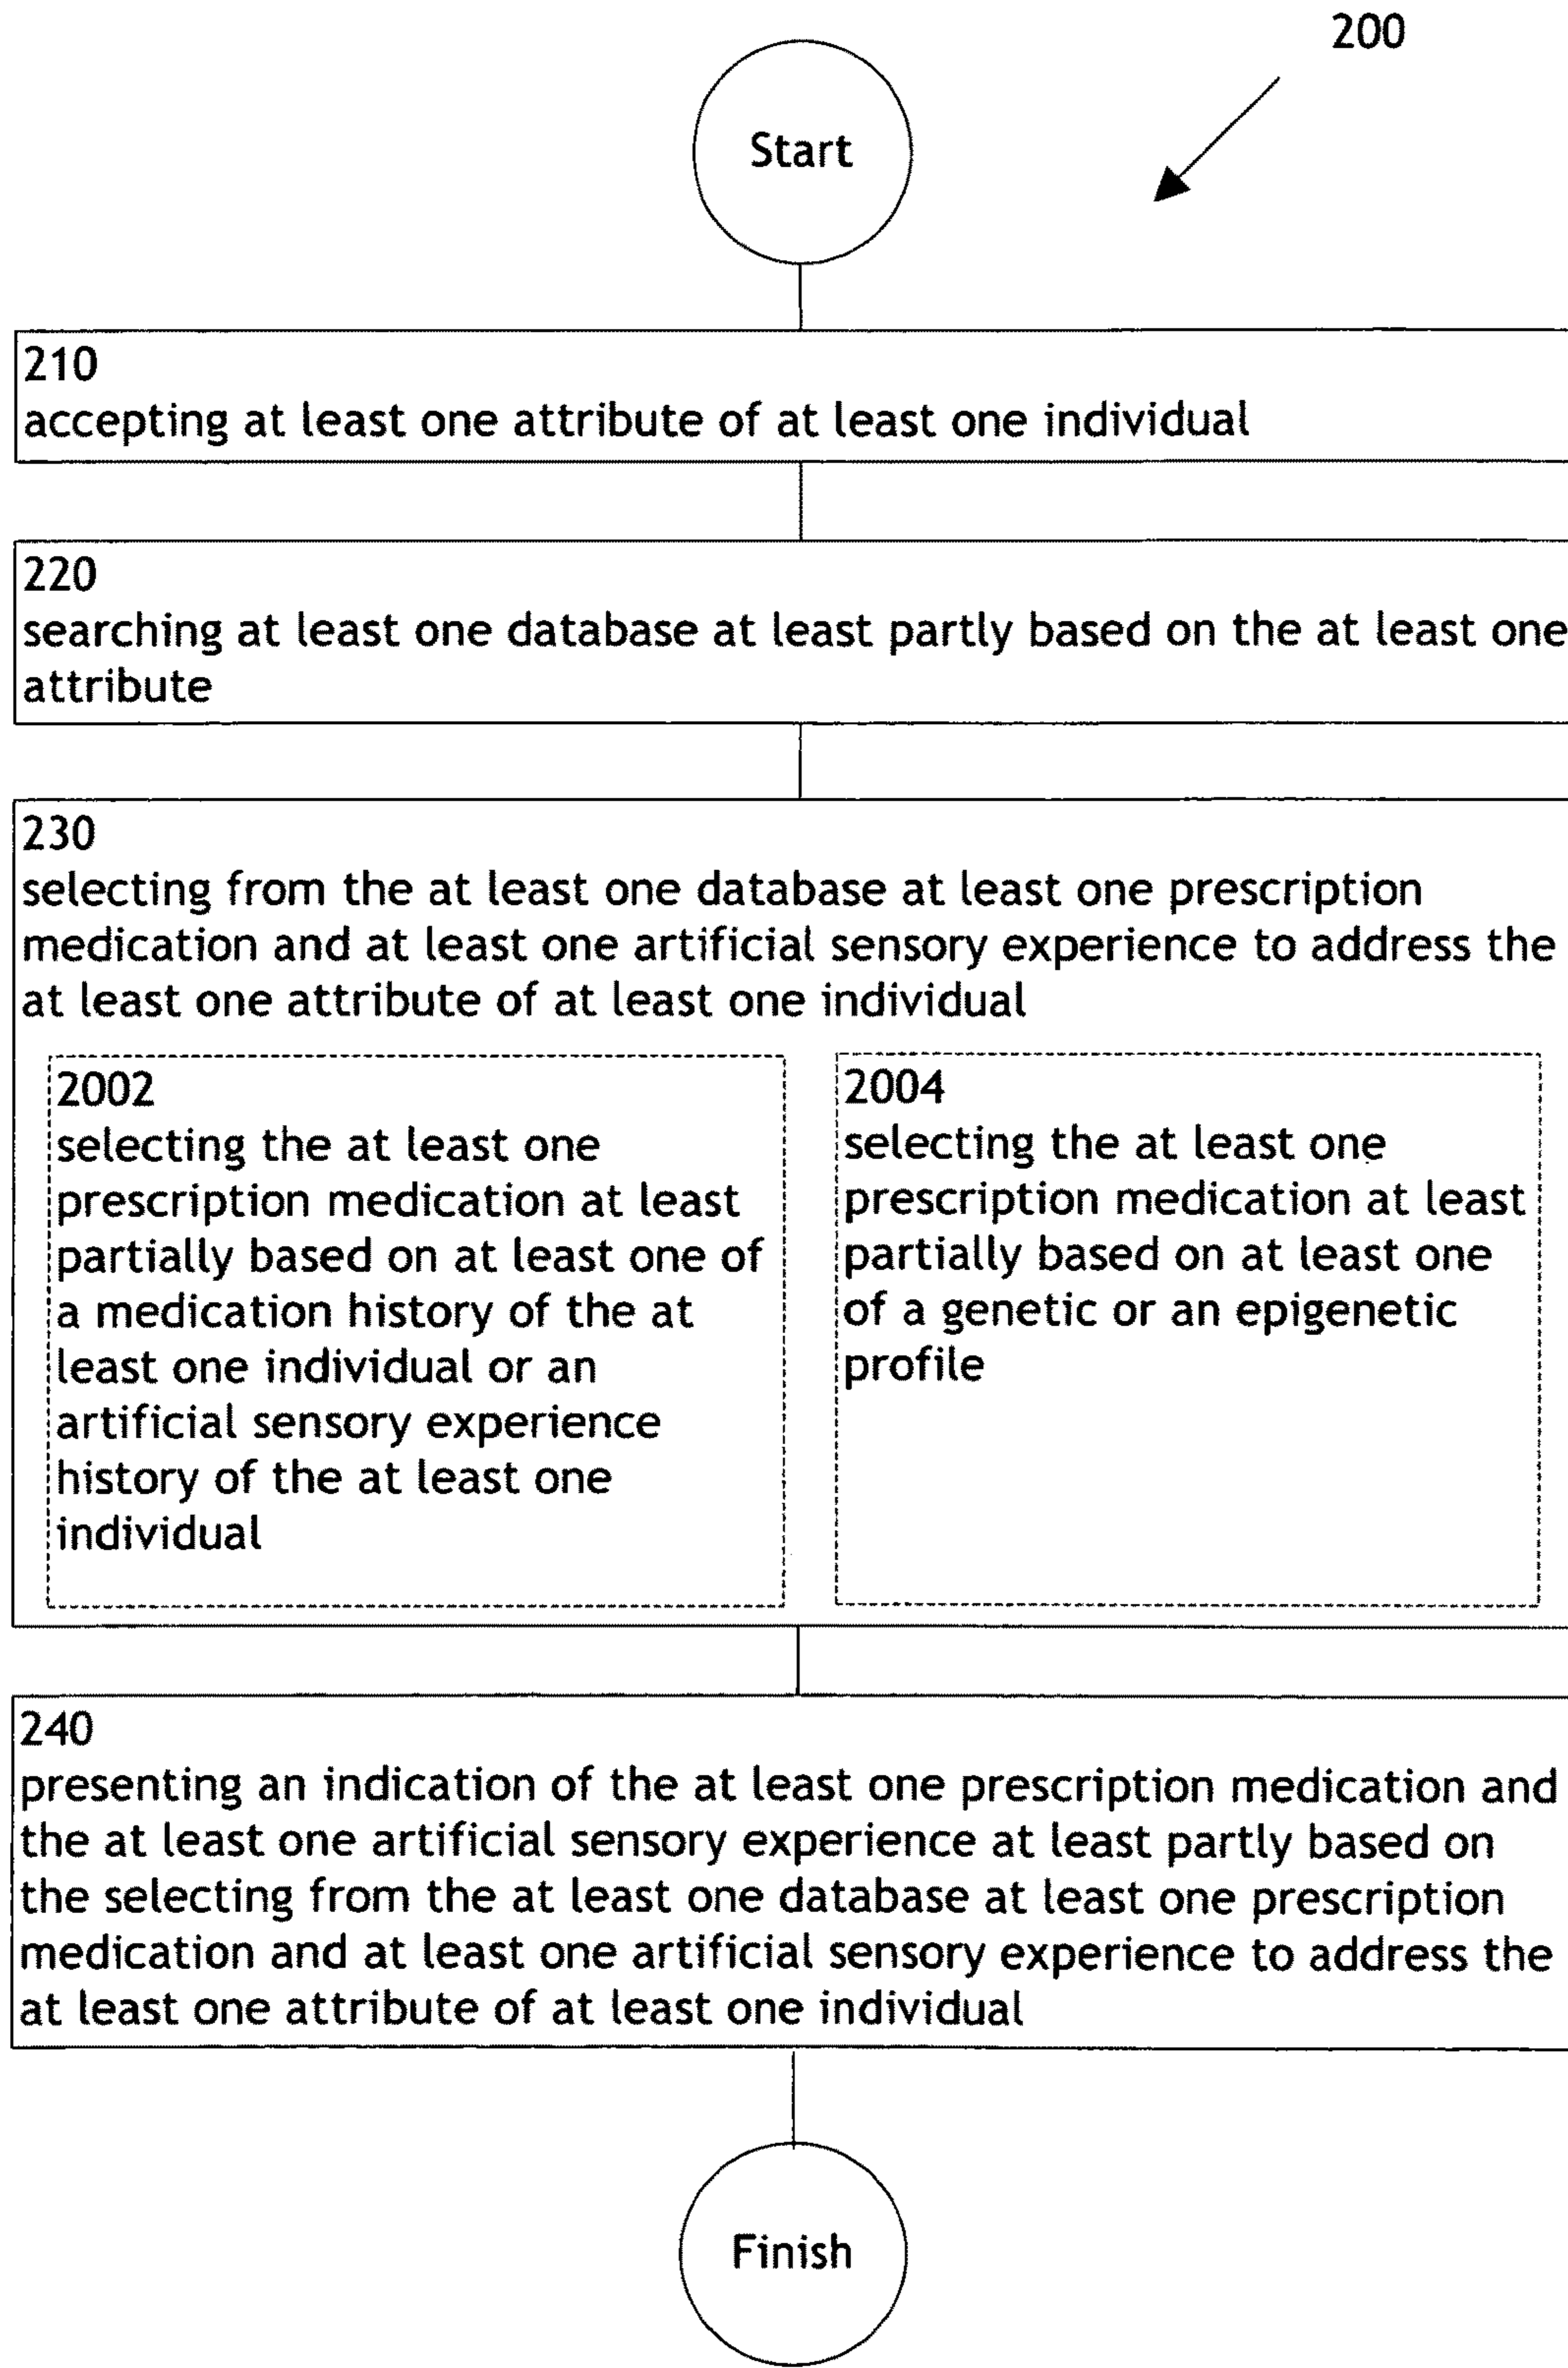 200
Start
210
accepting at least one attribute of at least one individual
220
searching at least one database at least partly based on the at least one
attribute
230
selecting from the at least one database at least one prescription
medication and at least one artificial sensory experience to address the
at least one attribute of at least one individual
2002
selecting the at least one
prescription medication at least
partially based on at least one of
a medication history of the at
least one individual or an
artificial sensory experience
history of the at least one
individual
2004
selecting the at least one
prescription medication at least
partially based on at least one
of a genetic or an epigenetic
profile
240
presenting an indication of the at least one prescription medication and
the at least one artificial sensory experience at least partly based on
the selecting from the at least one database at least one prescription
medication and at least one artificial sensory experience to address the
at least one attribute of at least one individual
Finish